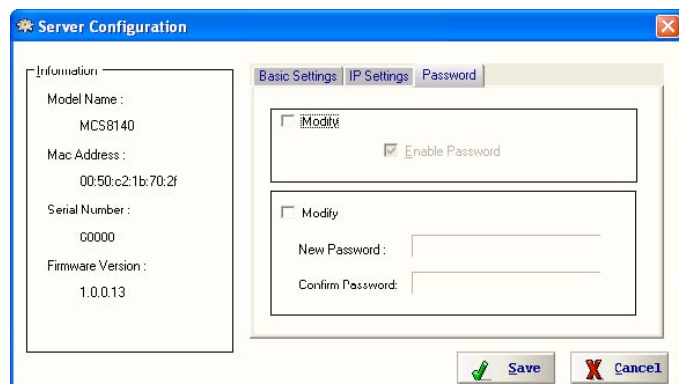 Server Configuration
Information
Model Name :
MCS8140
Mac Address :
00:50:c2:1b:70:2f
Serial Number :
G0000
Firmware Version :
1.0.0.13
Basic Settings
IP Settings
Password
Modify
Enable Password
Modify
New Password :
Confirm Password:
Save
Cancel